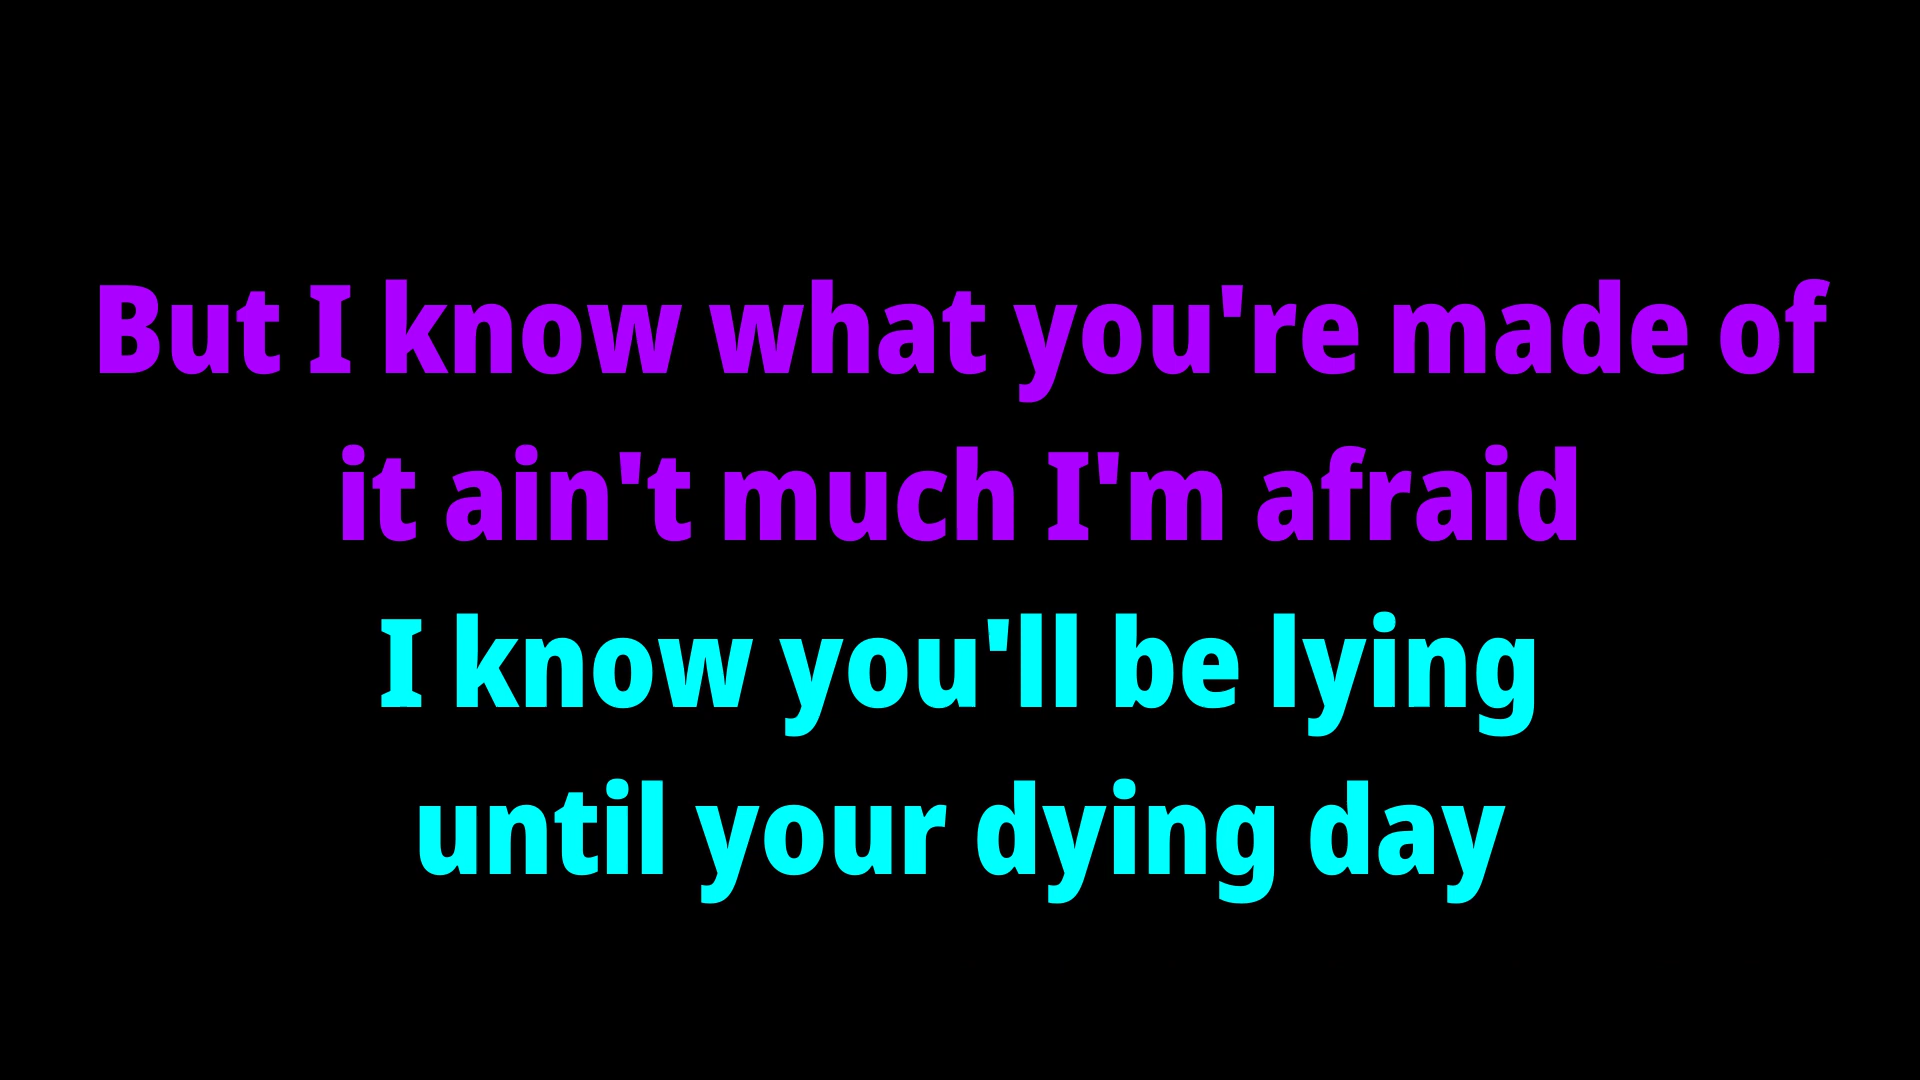 But I know what you're made of
it ain't much I'm afraid
I know you'll be lying
until your dying day